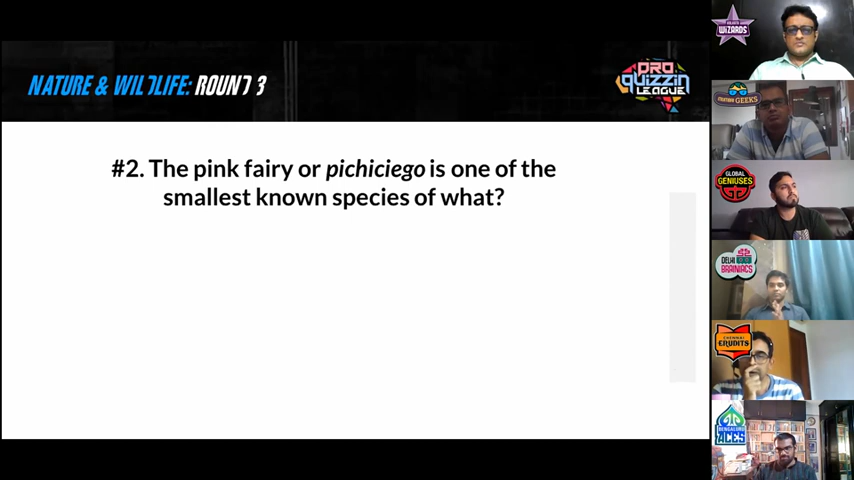 NATURE & WILDLIFE: ROUND 3
PRO
QUIZZIN
LEAGUE
#2. The pink fairy or pichiciego is one of the
smallest known species of what?
WIZARDS
GEEKS
GLOBAL
GENIUSES
DELHI
BRAINIACS
CHENNAI
ERUDITS
BENGALURU
ACES